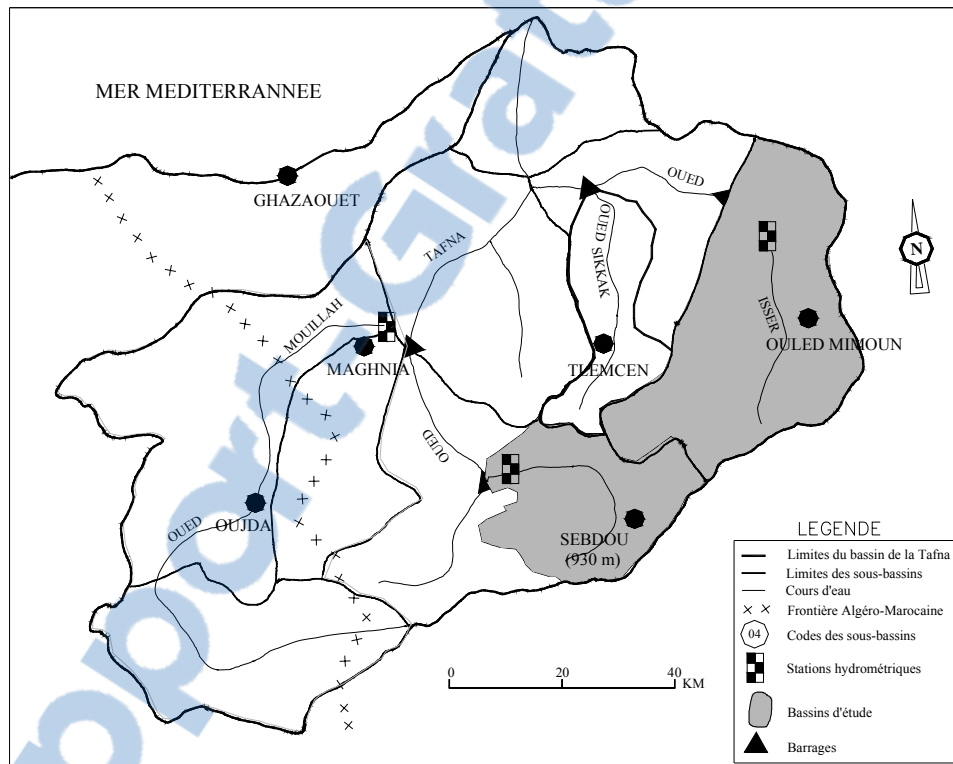 MER MEDITERRANNEE
GHAZAOUET
OUED
OUED SIKKAK
TAFNA
N
MOUILLAH
ISSER
MAGHNIA
TLEMCEN
OULED MIMOUN
OUED
OUED
OUJDA
SEBDOU
(930 m)
0 20 40
KM
LEGENDE
Limites du bassin de la Tafna
Limites des sous-bassins
Cours d'eau
Frontière Algéro-Marocaine
04 Codes des sous-bassins
Stations hydrométriques
Bassins d'étude
Barrages
pport-Grat